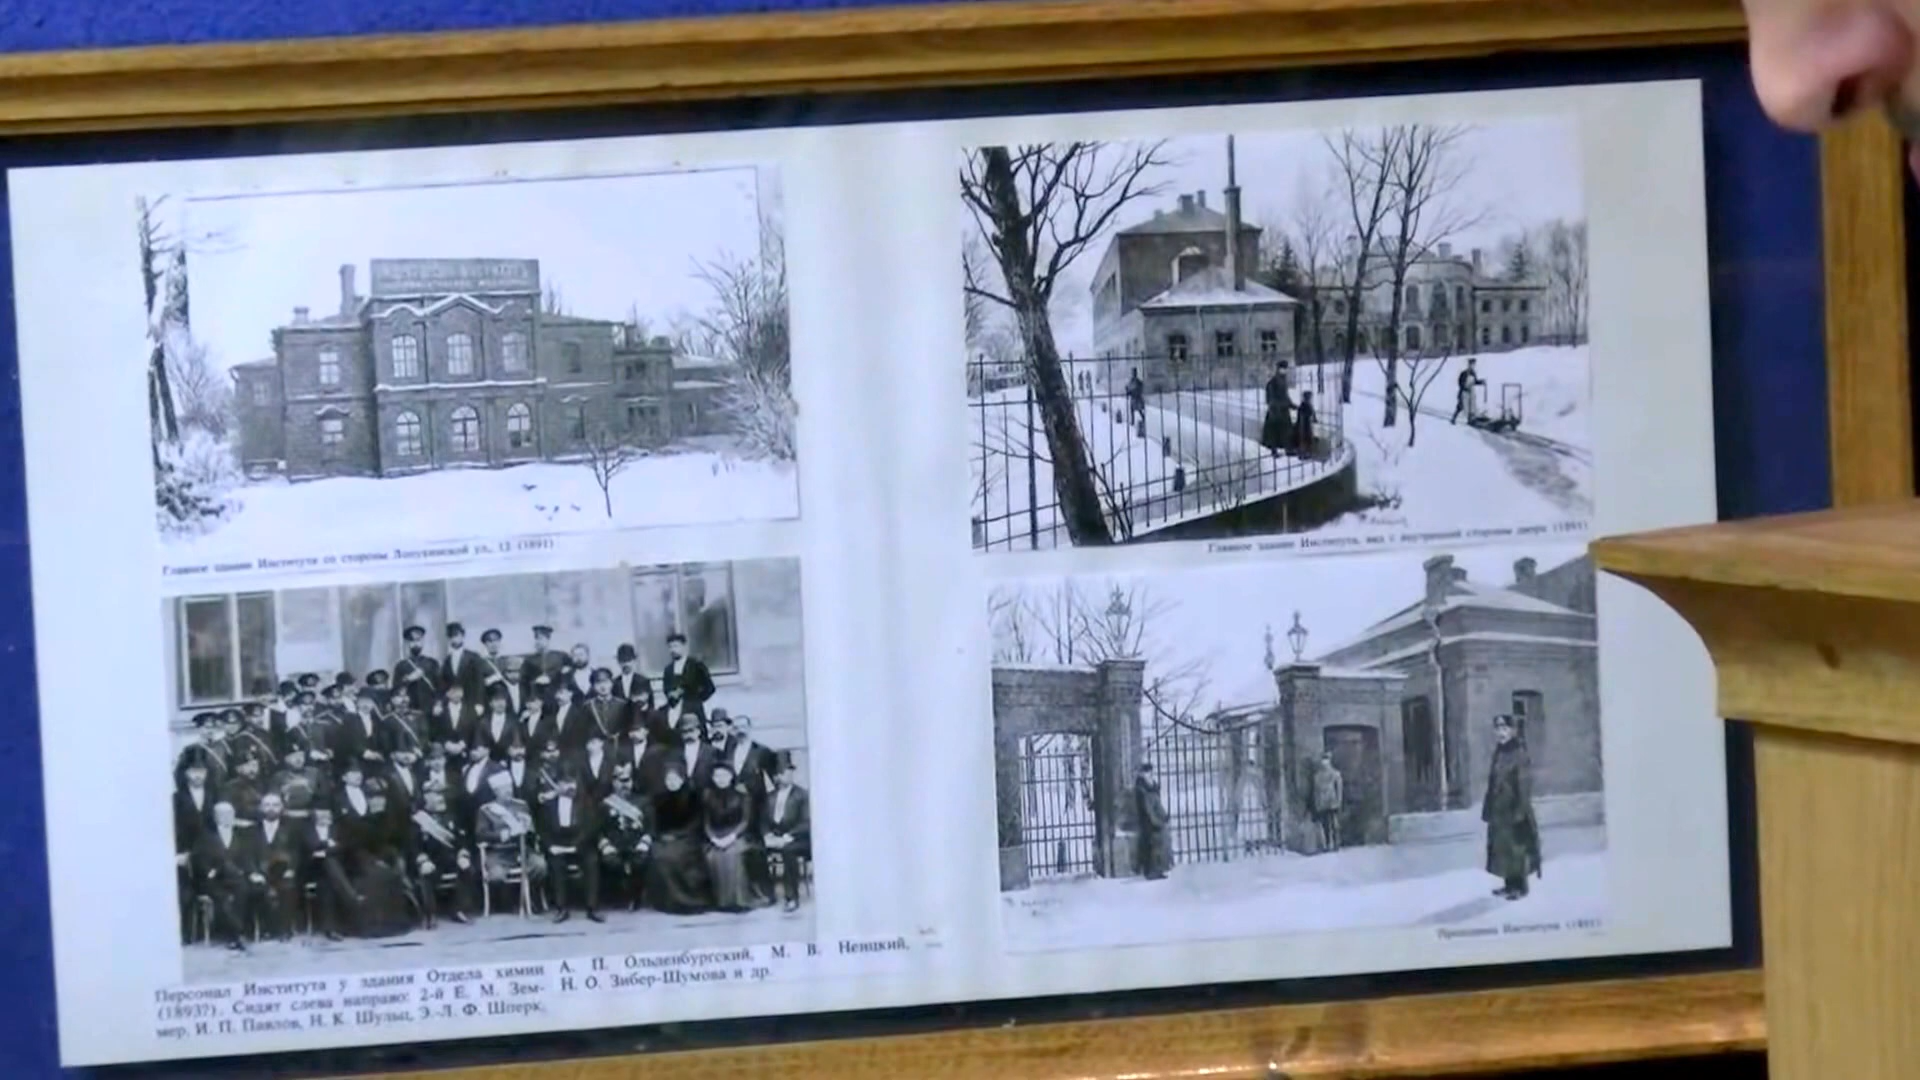 Главное здание Института со стороны Лопухинской ул., 12 (1891)
Главное здание Института, вид с внутренней стороны двора (1891)
Персонал Института у здания Отдела химии
(1893?). Сидят слева направо: 2-й Е. М. Зем-
мер, И. П. Павлов, Н. К. Шульц, Э.-Л. Ф. Шперк,
А. П. Ольденбургский, М. В. Ненцкий,
Н. О. Зибер-Шумова и др.
Института (1891)